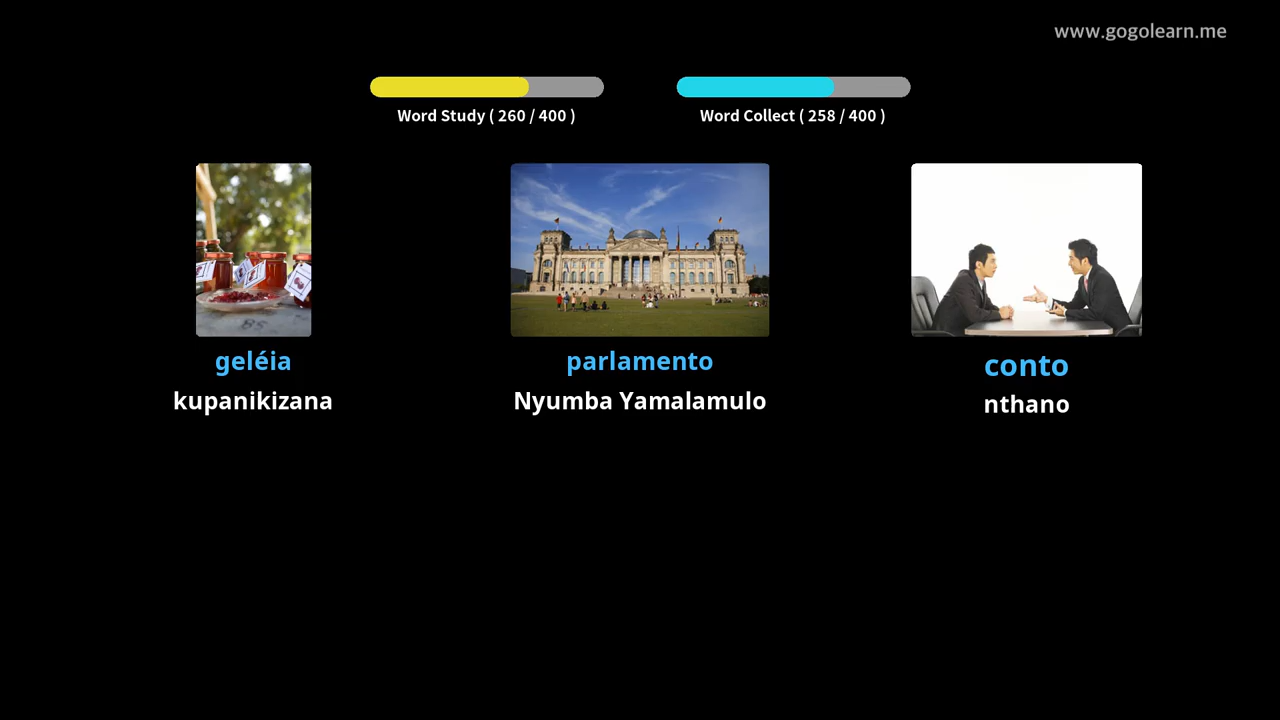 www.gogolearn.me
Word Study ( 260 / 400 )
Word Collect ( 258 / 400 )
geléia
parlamento
conto
kupanikizana
Nyumba Yamalamulo
nthano